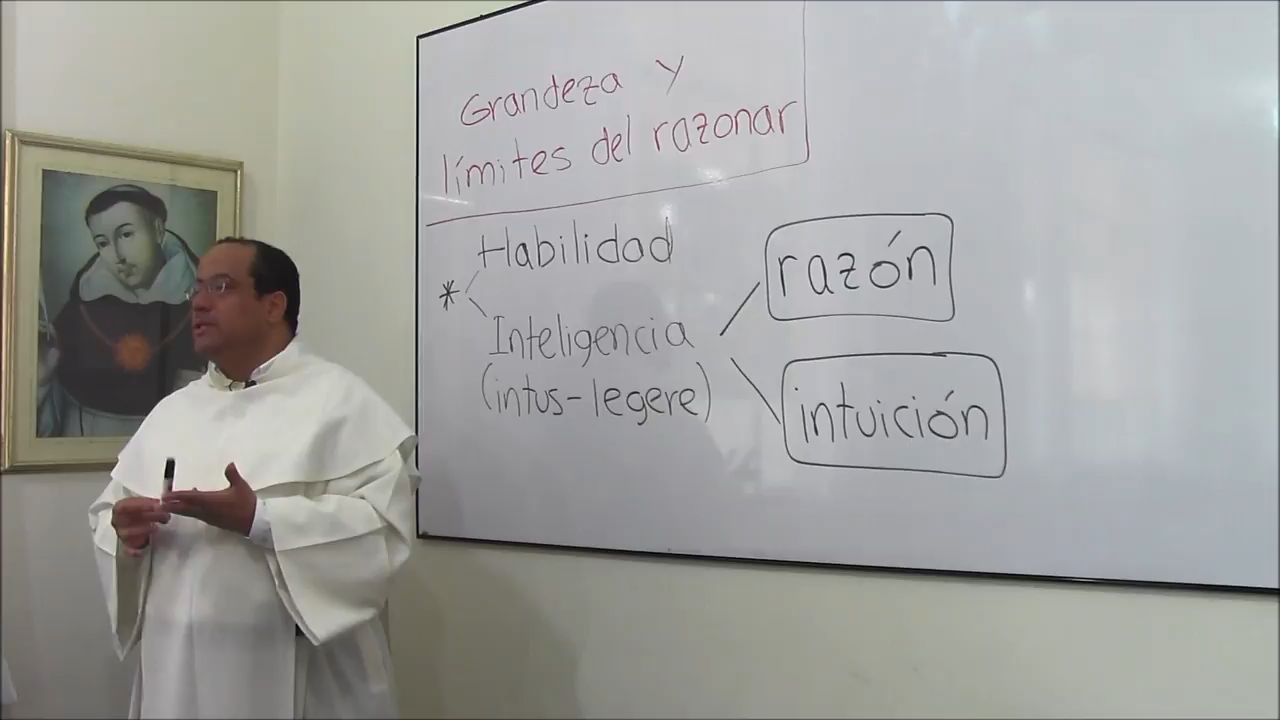 Grandeza y
límites del razonar
Habilidad
*
Inteligencia
(intus-legere)
razón
intuición